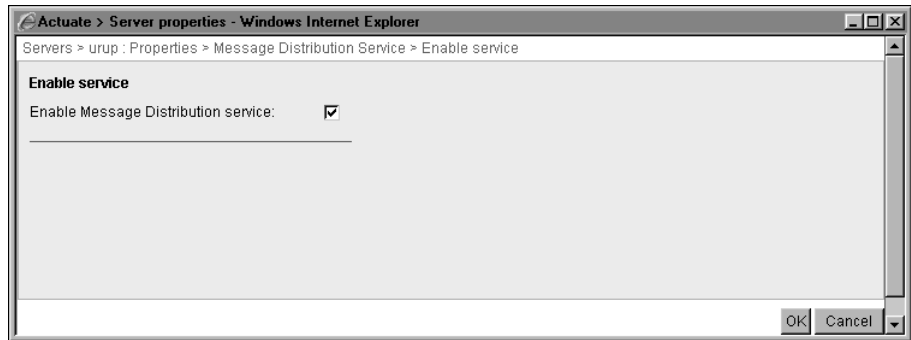 Actuate > Server properties - Windows Internet Explorer
Servers > urup : Properties > Message Distribution Service > Enable service
Enable service
Enable Message Distribution service:
OK Cancel